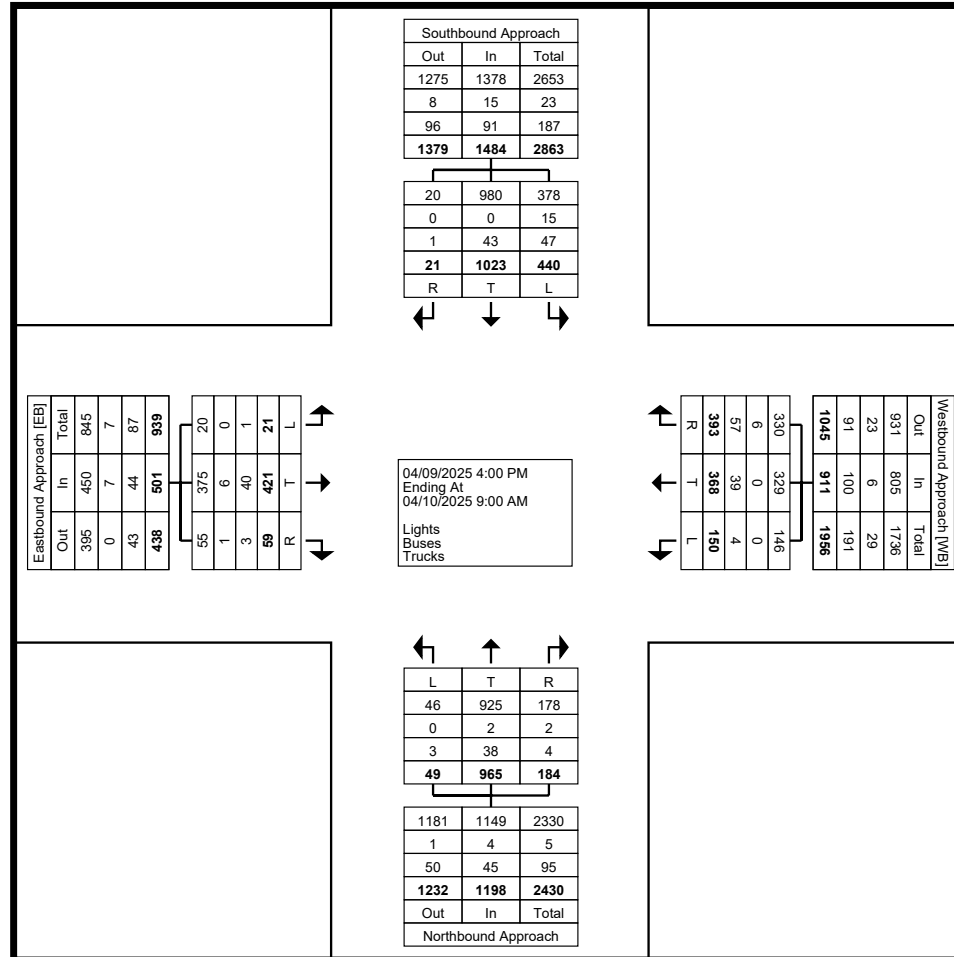 Southbound Approach
Out In Total
1275 1378 2653
8 15 23
96 91 187
1379 1484 2863
20 980 378
0 0 15
1 43 47
21 1023 440
R T L
Eastbound Approach [EB]
Out In Total
395 450 845
0 7 7
43 44 87
438 501 939
55 375 20
1 6 0
3 40 1
59 421 21
R T L
04/09/2025 4:00 PM
Ending At
04/10/2025 9:00 AM
Lights
Buses
Trucks
Westbound Approach [WB]
Out In Total
931 805 1736
23 6 29
91 100 191
1045 911 1956
330 329 146
6 0 0
57 39 4
393 368 150
R T L
L T R
46 925 178
0 2 2
3 38 4
49 965 184
1181 1149 2330
1 4 5
50 45 95
1232 1198 2430
Out In Total
Northbound Approach